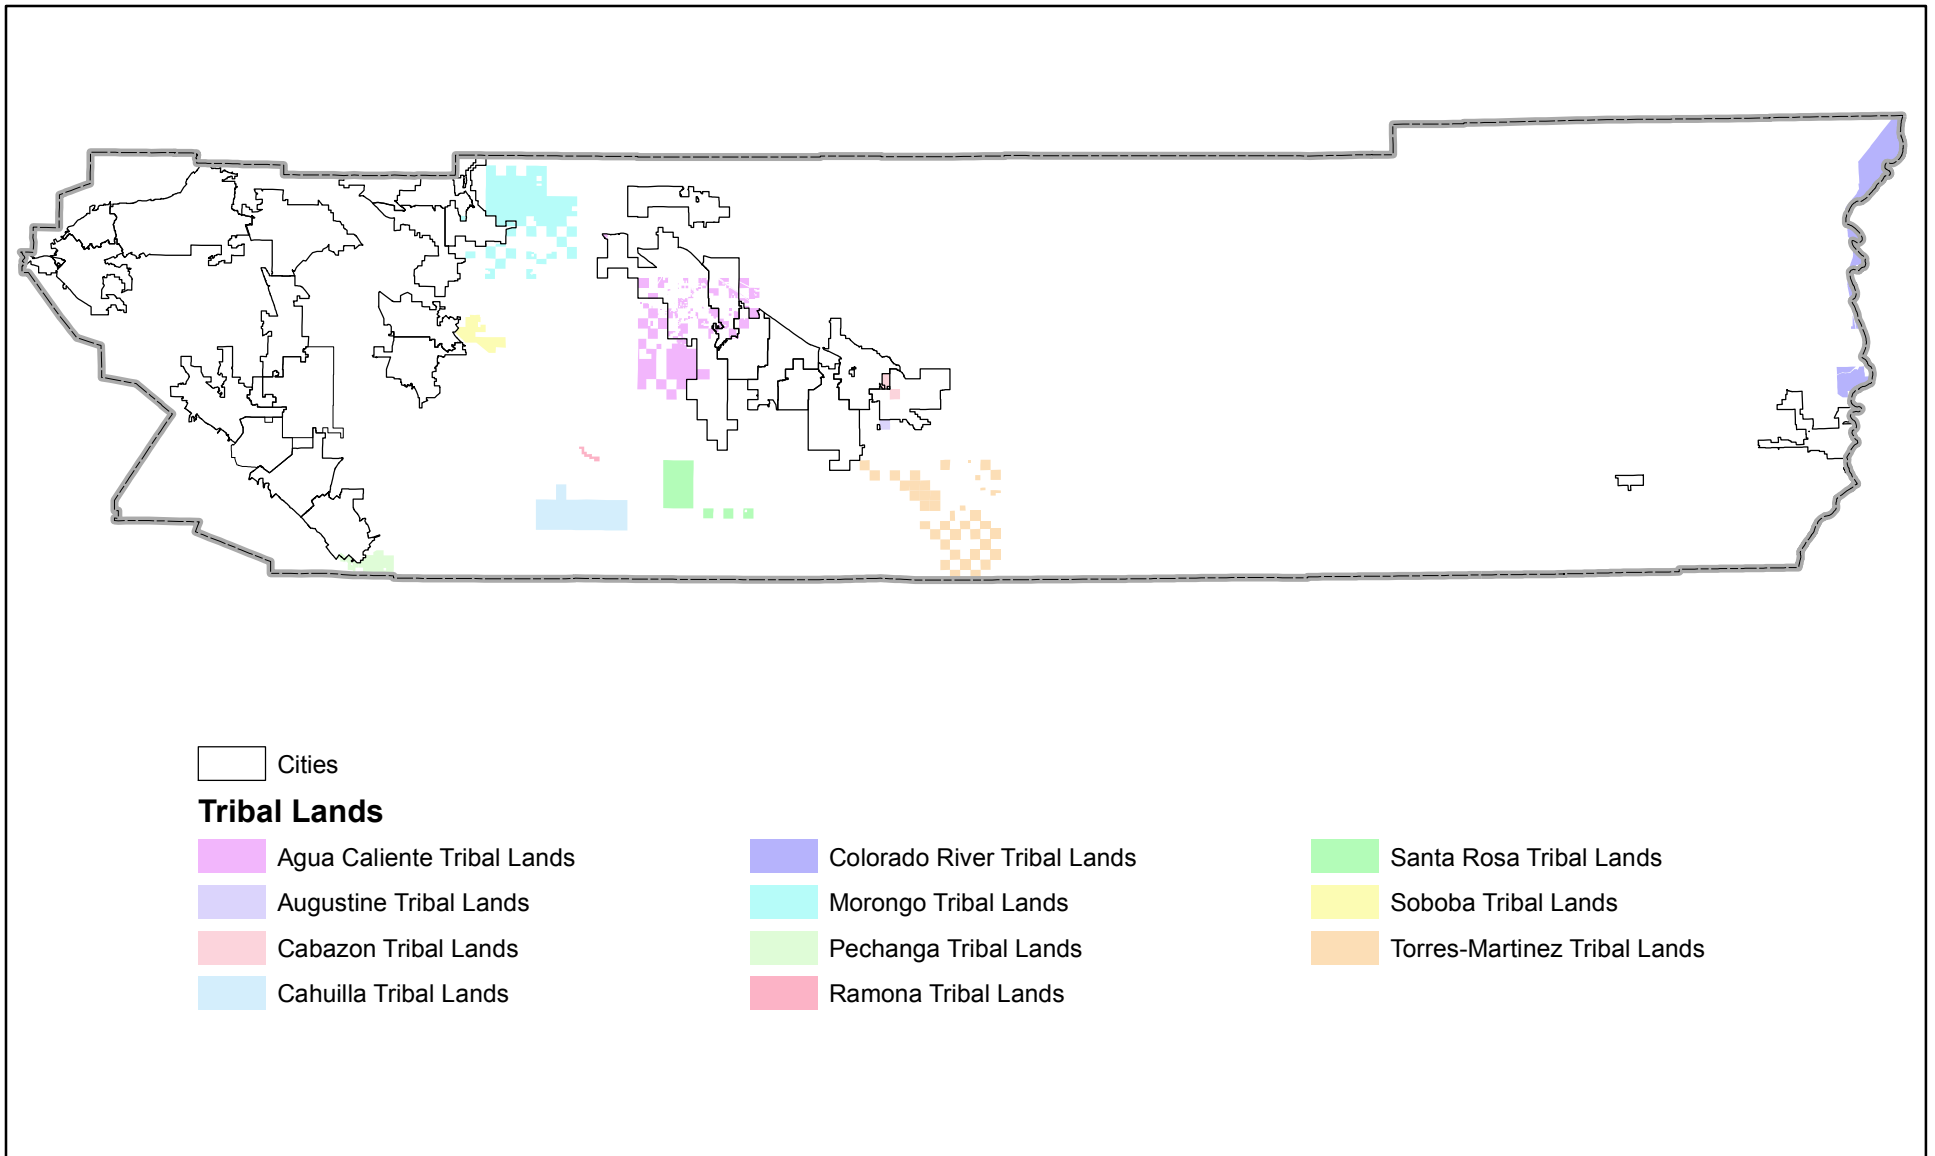 Cities
Tribal Lands
Agua Caliente Tribal Lands
Augustine Tribal Lands
Cabazon Tribal Lands
Cahuilla Tribal Lands
Colorado River Tribal Lands
Morongo Tribal Lands
Pechanga Tribal Lands
Ramona Tribal Lands
Santa Rosa Tribal Lands
Soboba Tribal Lands
Torres-Martinez Tribal Lands